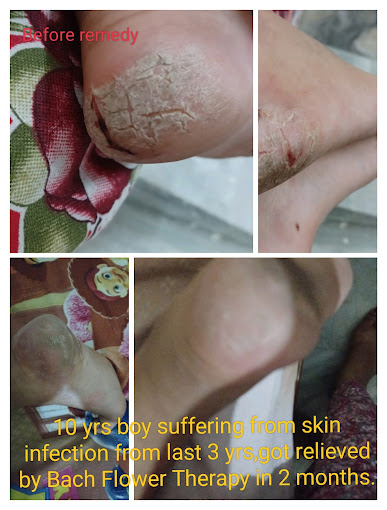 Before remedy
10 yrs boy suffering from skin
infection from last 3 yrs,got relieved
by Bach Flower Therapy in 2 months.